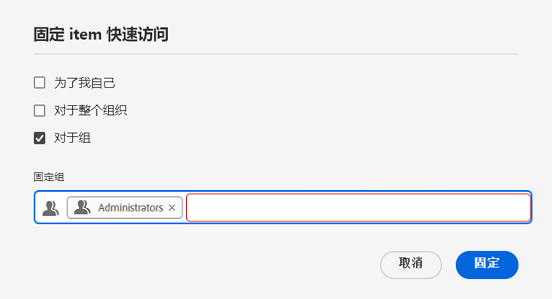 固定 item 快速访问
为了我自己
对于整个组织
对于组
固定组
Administrators ×
取消 固定